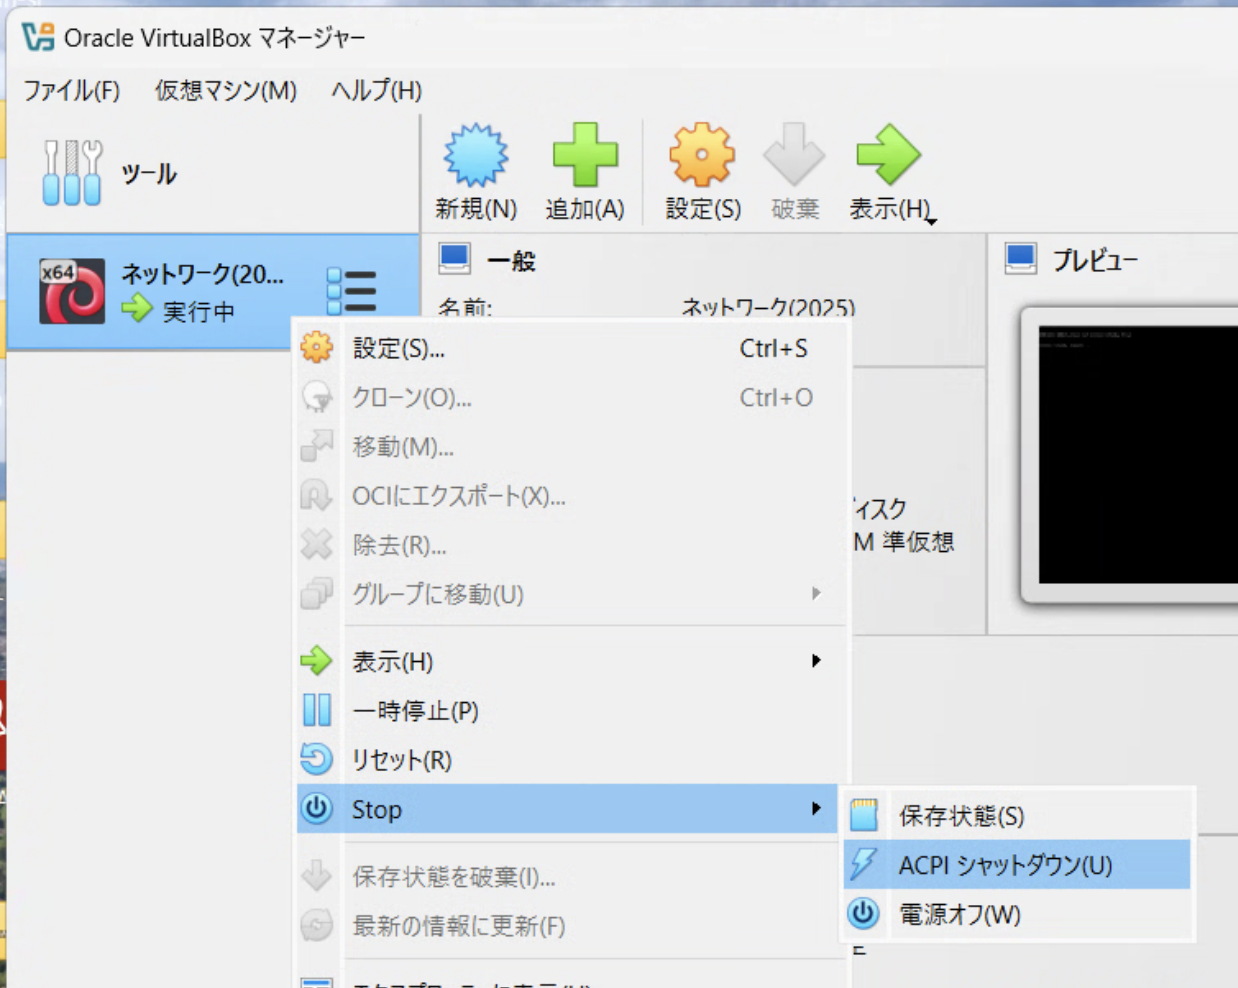 Oracle VirtualBox マネージャー
ファイル(F) 仮想マシン(M) ヘルプ(H)
ツール
新規(N) 追加(A) 設定(S) 破棄 表示(H)
x64
ネットワーク(20...
実行中
一般
名前: ネットワーク(2025)
プレビュー
設定(S)... Ctrl+S
クローン(O)... Ctrl+O
移動(M)...
OCIにエクスポート(X)...
除去(R)...
グループに移動(U)
ィスク
M 準仮想
表示(H)
一時停止(P)
リセット(R)
Stop
保存状態(S)
ACPI シャットダウン(U)
電源オフ(W)
保存状態を破棄(I)...
最新の情報に更新(F)